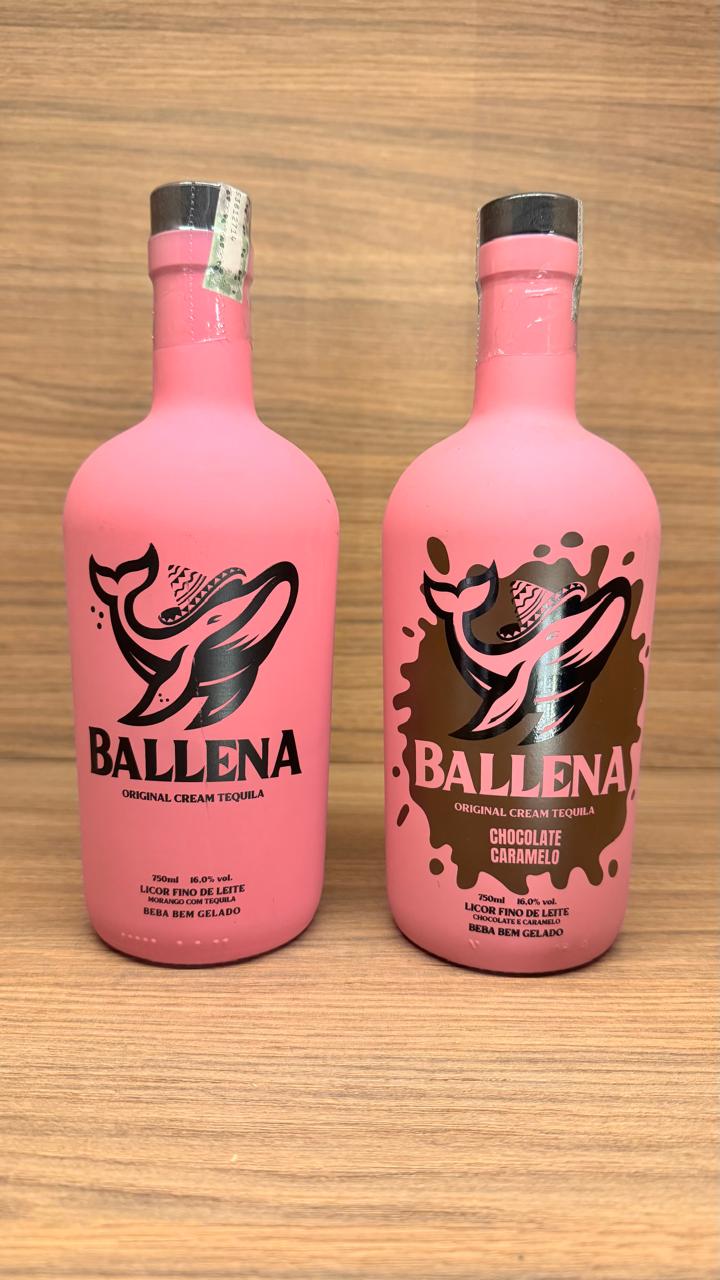 BALLENA
ORIGINAL CREAM TEQUILA
750ml 16.0% vol.
LICOR FINO DE LEITE
MORANGO COM TEQUILA
BEBA BEM GELADO
BALLENA
ORIGINAL CREAM TEQUILA
CHOCOLATE
CARAMELO
750ml 16,0% vol.
LICOR FINO DE LEITE
CHOCOLATE E CARAMELO
BEBA BEM GELADO